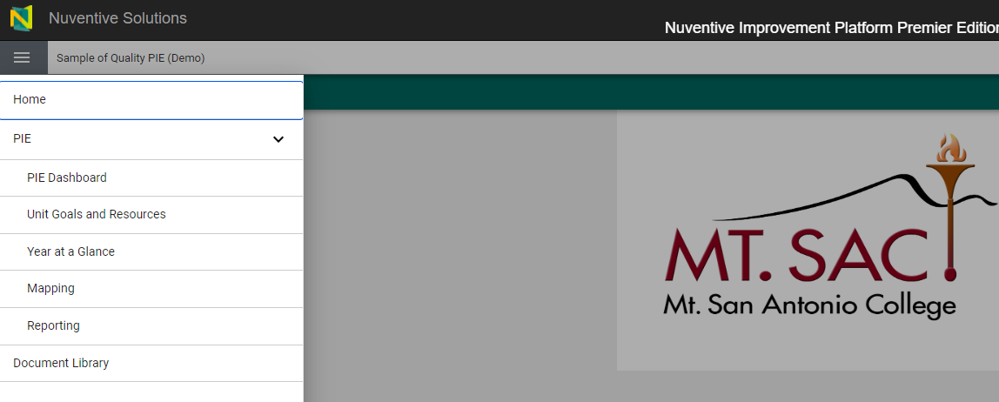 Nuventive Solutions
Nuventive Improvement Platform Premier Edition
Sample of Quality PIE (Demo)
Home
PIE
PIE Dashboard
Unit Goals and Resources
Year at a Glance
Mapping
Reporting
Document Library
MT. SAC
Mt. San Antonio College